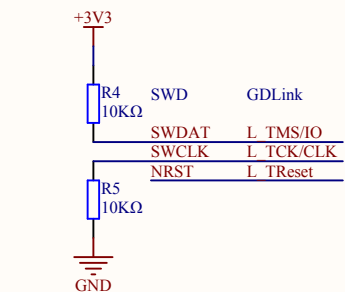 +3V3
R4
10KΩ
SWD GDLink
SWDAT L_TMS/IO
SWCLK L_TCK/CLK
NRST L_TReset
R5
10KΩ
GND